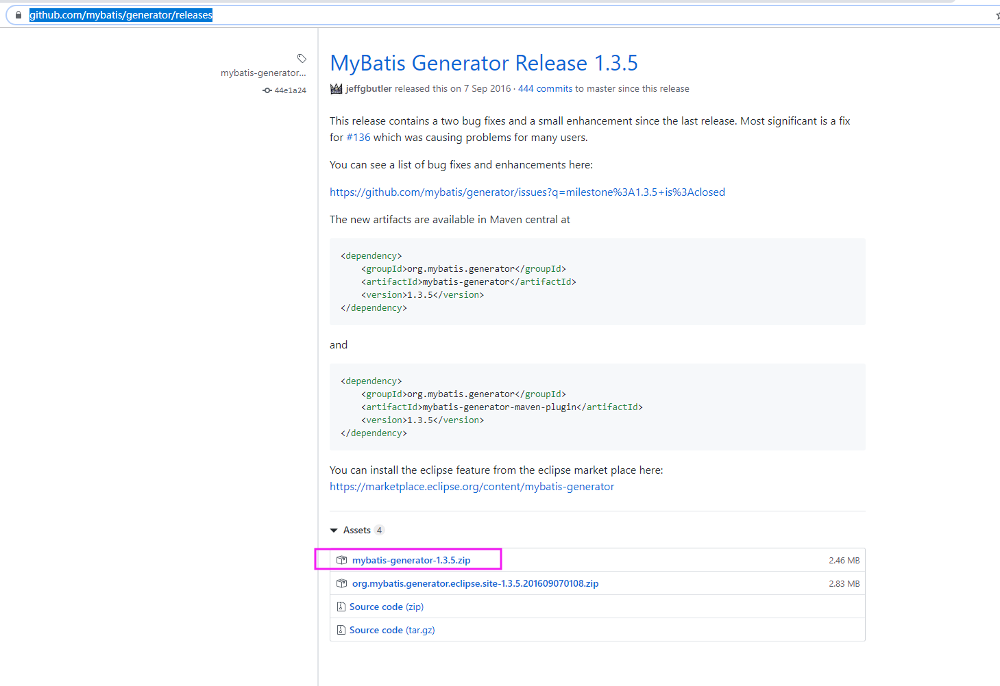 github.com/mybatis/generator/releases
mybatis-generator...
44e1a24
MyBatis Generator Release 1.3.5
jeffgbutler released this on 7 Sep 2016 · 444 commits to master since this release
This release contains a two bug fixes and a small enhancement since the last release. Most significant is a fix
for #136 which was causing problems for many users.
You can see a list of bug fixes and enhancements here:
https://github.com/mybatis/generator/issues?q=milestone%3A1.3.5+is%3Aclosed
The new artifacts are available in Maven central at
<dependency>
    <groupId>org.mybatis.generator</groupId>
    <artifactId>mybatis-generator</artifactId>
    <version>1.3.5</version>
</dependency>
and
<dependency>
    <groupId>org.mybatis.generator</groupId>
    <artifactId>mybatis-generator-maven-plugin</artifactId>
    <version>1.3.5</version>
</dependency>
You can install the eclipse feature from the eclipse market place here:
https://marketplace.eclipse.org/content/mybatis-generator
Assets 4
mybatis-generator-1.3.5.zip 2.46 MB
org.mybatis.generator.eclipse.site-1.3.5.201609070108.zip 2.83 MB
Source code (zip)
Source code (tar.gz)